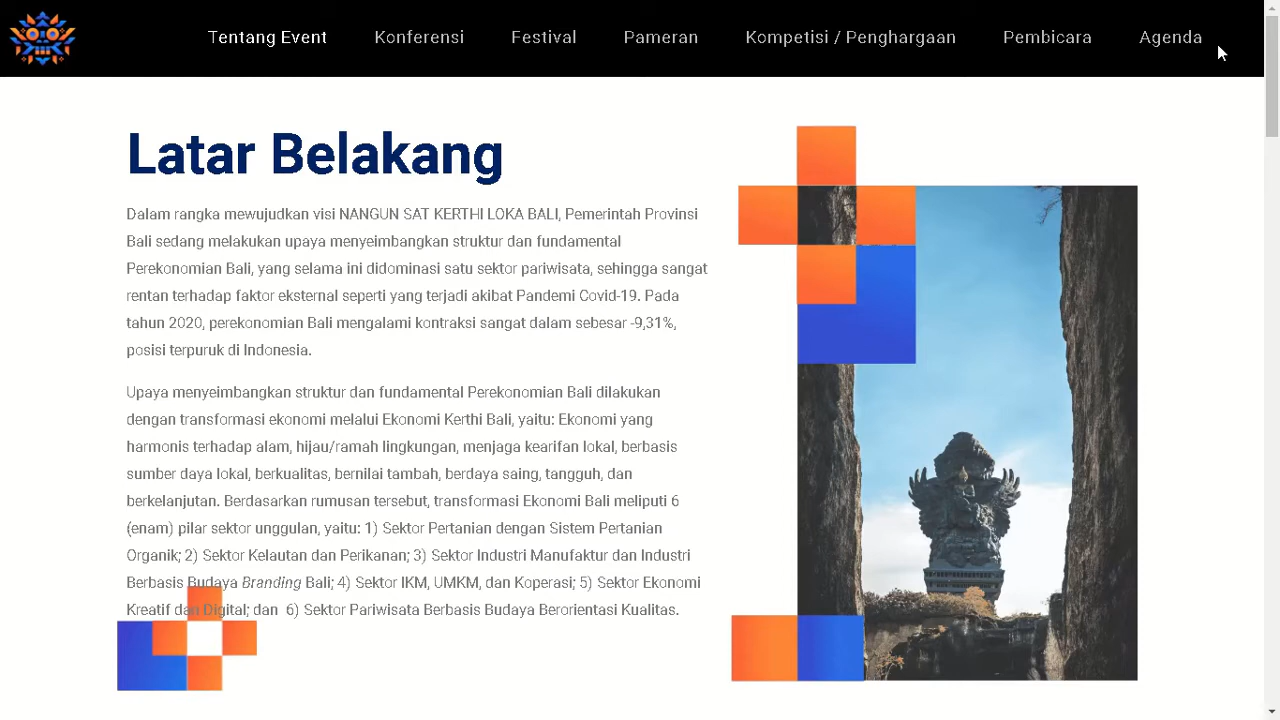 Tentang Event Konferensi Festival Pameran Kompetisi / Penghargaan Pembicara Agenda
Latar Belakang
Dalam rangka mewujudkan visi NANGUN SAT KERTHI LOKA BALI, Pemerintah Provinsi
Bali sedang melakukan upaya menyeimbangkan struktur dan fundamental
Perekonomian Bali, yang selama ini didominasi satu sektor pariwisata, sehingga sangat
rentan terhadap faktor eksternal seperti yang terjadi akibat Pandemi Covid-19. Pada
tahun 2020, perekonomian Bali mengalami kontraksi sangat dalam sebesar -9,31%,
posisi terpuruk di Indonesia.
Upaya menyeimbangkan struktur dan fundamental Perekonomian Bali dilakukan
dengan transformasi ekonomi melalui Ekonomi Kerthi Bali, yaitu: Ekonomi yang
harmonis terhadap alam, hijau/ramah lingkungan, menjaga kearifan lokal, berbasis
sumber daya lokal, berkualitas, bernilai tambah, berdaya saing, tangguh, dan
berkelanjutan. Berdasarkan rumusan tersebut, transformasi Ekonomi Bali meliputi 6
(enam) pilar sektor unggulan, yaitu: 1) Sektor Pertanian dengan Sistem Pertanian
Organik; 2) Sektor Kelautan dan Perikanan; 3) Sektor Industri Manufaktur dan Industri
Berbasis Budaya Branding Bali; 4) Sektor IKM, UMKM, dan Koperasi; 5) Sektor Ekonomi
Kreatif dan Digital; dan 6) Sektor Pariwisata Berbasis Budaya Berorientasi Kualitas.